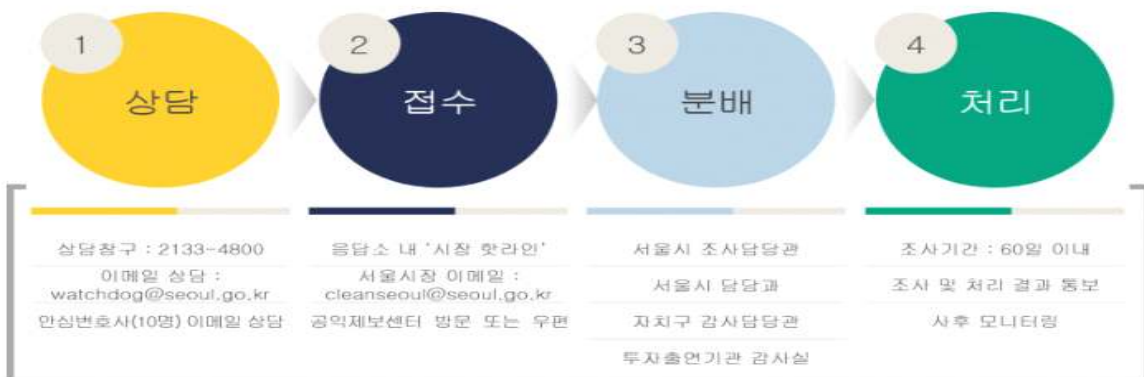 1
상담
2
접수
3
분배
4
처리
상담창구 : 2133-4800
이메일 상담 :
watchdog@seoul.go.kr
안심변호사(10명) 이메일 상담
응답소 내 '시장 핫라인'
서울시장 이메일 :
cleanseoul@seoul.go.kr
공익제보센터 방문 또는 우편
서울시 조사담당관
서울시 담당과
자치구 감사담당관
투자출연기관 감사실
조사기간 : 60일 이내
조사 및 처리 결과 통보
사후 모니터링